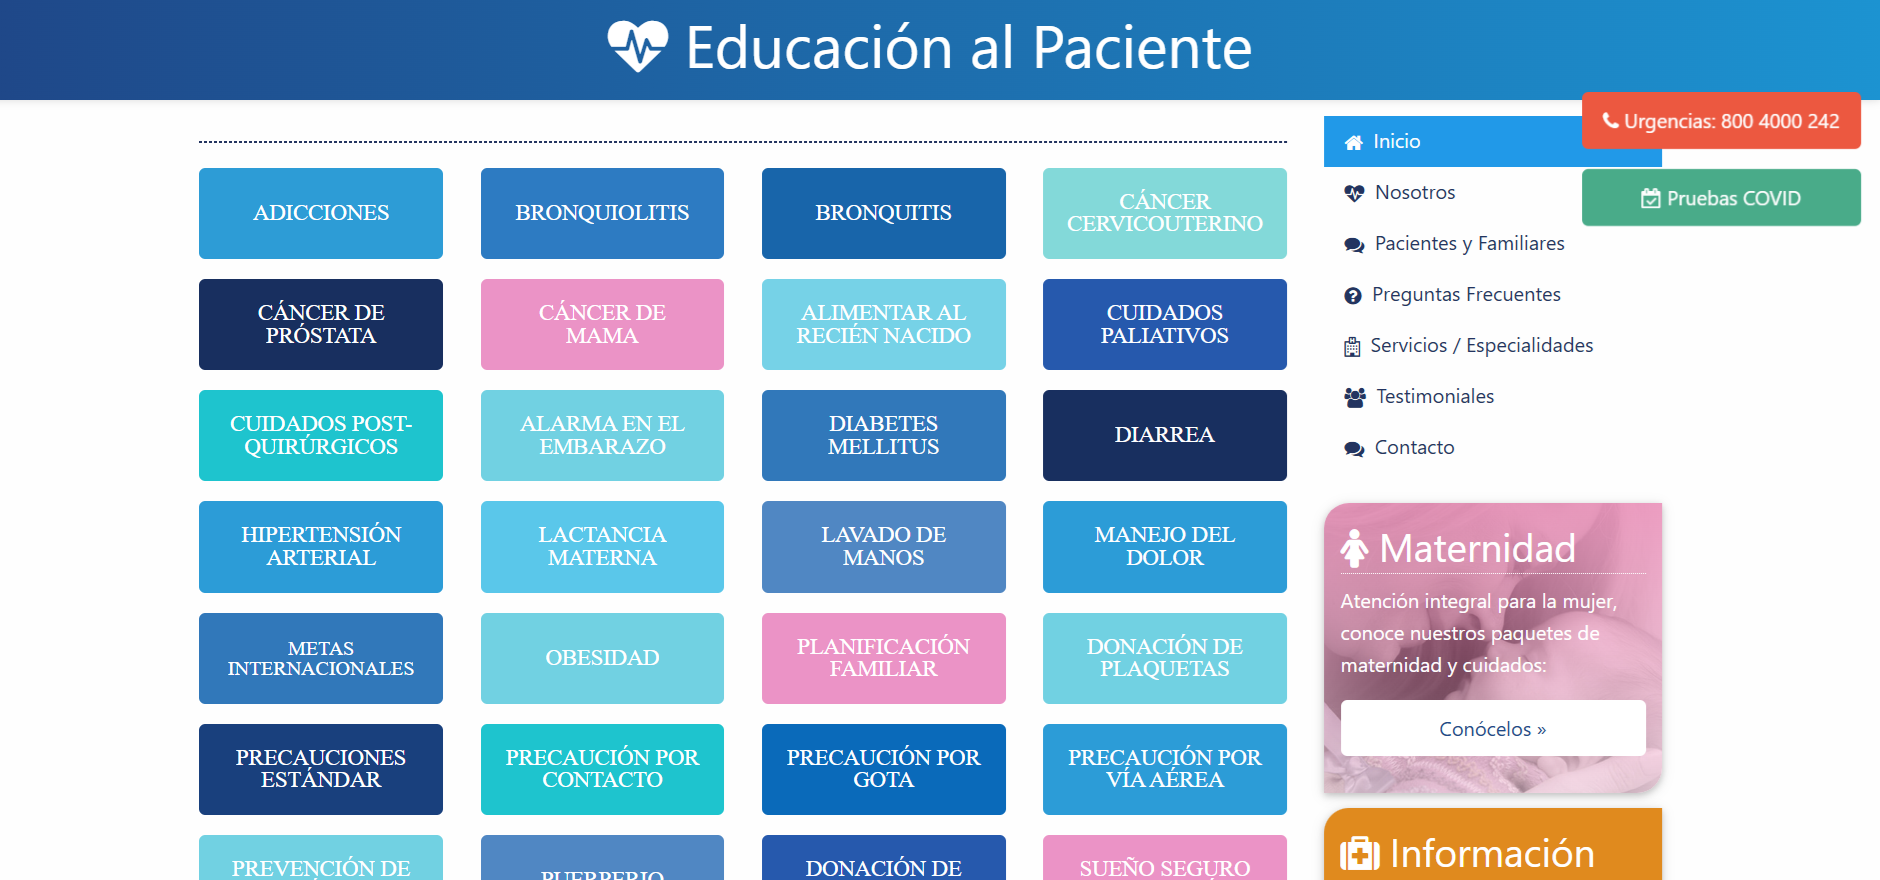 Educación al Paciente
Urgencias: 800 4000 242
Pruebas COVID
ADICCIONES
BRONQUIOLITIS
BRONQUITIS
CÁNCER
CERVICOUTERINO
CÁNCER DE
PRÓSTATA
CÁNCER DE
MAMA
ALIMENTAR AL
RECIÉN NACIDO
CUIDADOS
PALIATIVOS
CUIDADOS POST-
QUIRÚRGICOS
ALARMA EN EL
EMBARAZO
DIABETES
MELLITUS
DIARREA
HIPERTENSIÓN
ARTERIAL
LACTANCIA
MATERNA
LAVADO DE
MANOS
MANEJO DEL
DOLOR
METAS
INTERNACIONALES
OBESIDAD
PLANIFICACIÓN
FAMILIAR
DONACIÓN DE
PLAQUETAS
PRECAUCIONES
ESTÁNDAR
PRECAUCIÓN POR
CONTACTO
PRECAUCIÓN POR
GOTA
PRECAUCIÓN POR
VÍA AÉREA
PREVENCIÓN DE
PUERPERIO
DONACIÓN DE
SUEÑO SEGURO
Inicio
Nosotros
Pacientes y Familiares
Preguntas Frecuentes
Servicios / Especialidades
Testimoniales
Contacto
Maternidad
Atención integral para la mujer,
conoce nuestros paquetes de
maternidad y cuidados:
Conócelos »
Información